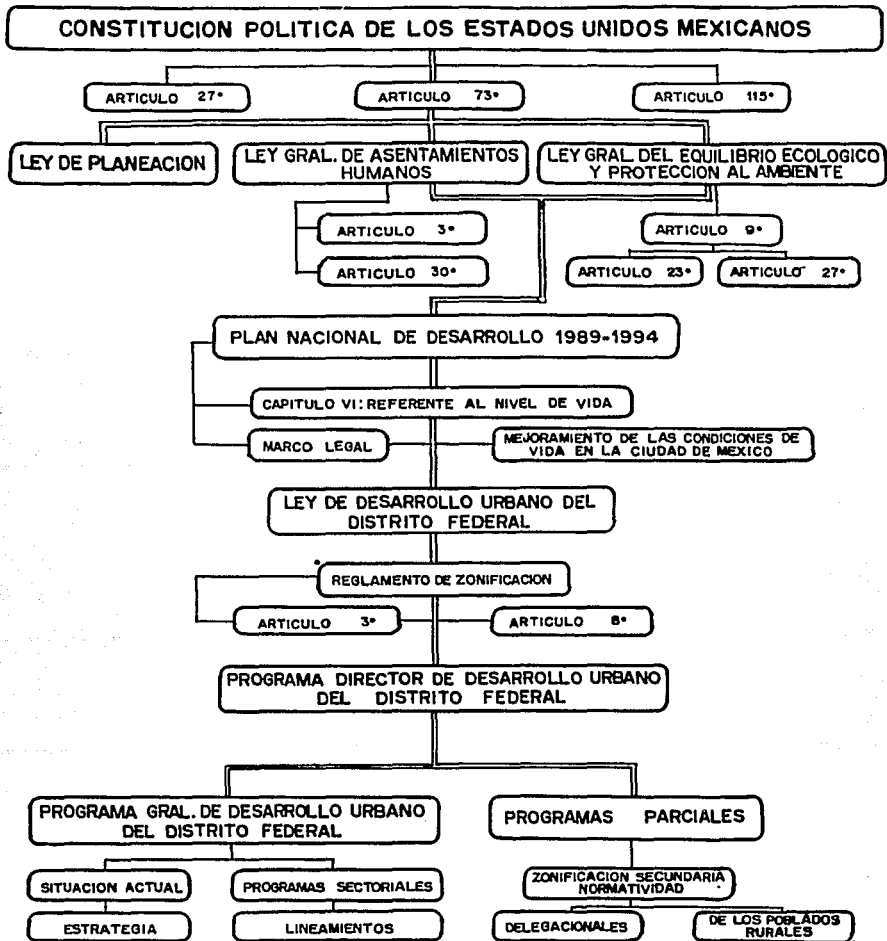 CONSTITUCION POLITICA DE LOS ESTADOS UNIDOS MEXICANOS
ARTICULO 27°
ARTICULO 73°
ARTICULO 115°
LEY DE PLANEACION
LEY GRAL. DE ASENTAMIENTOS
HUMANOS
LEY GRAL. DEL EQUILIBRIO ECOLOGICO
Y PROTECCION AL AMBIENTE
ARTICULO 3°
ARTICULO 30°
ARTICULO 9°
ARTICULO 23°
ARTICULO 27°
PLAN NACIONAL DE DESARROLLO 1989-1994
CAPITULO VI: REFERENTE AL NIVEL DE VIDA
MARCO LEGAL
MEJORAMIENTO DE LAS CONDICIONES DE
VIDA EN LA CIUDAD DE MEXICO
LEY DE DESARROLLO URBANO DEL
DISTRITO FEDERAL
REGLAMENTO DE ZONIFICACION
ARTICULO 3°
ARTICULO
PROGRAMA DIRECTOR DE DESARROLLO URBANO
DEL DISTRITO FEDERAL
PROGRAMA GRAL. DE DESARROLLO URBANO
DEL DISTRITO FEDERAL
PROGRAMAS PARCIALES
SITUACION ACTUAL
PROGRAMAS SECTORIALES
ESTRATEGIA
LINEAMIENTOS
ZONIFICACION SECUNDARIA
NORMATIVIDAD
DELEGACIONALES
DE LOS POBLADOS
RURALES